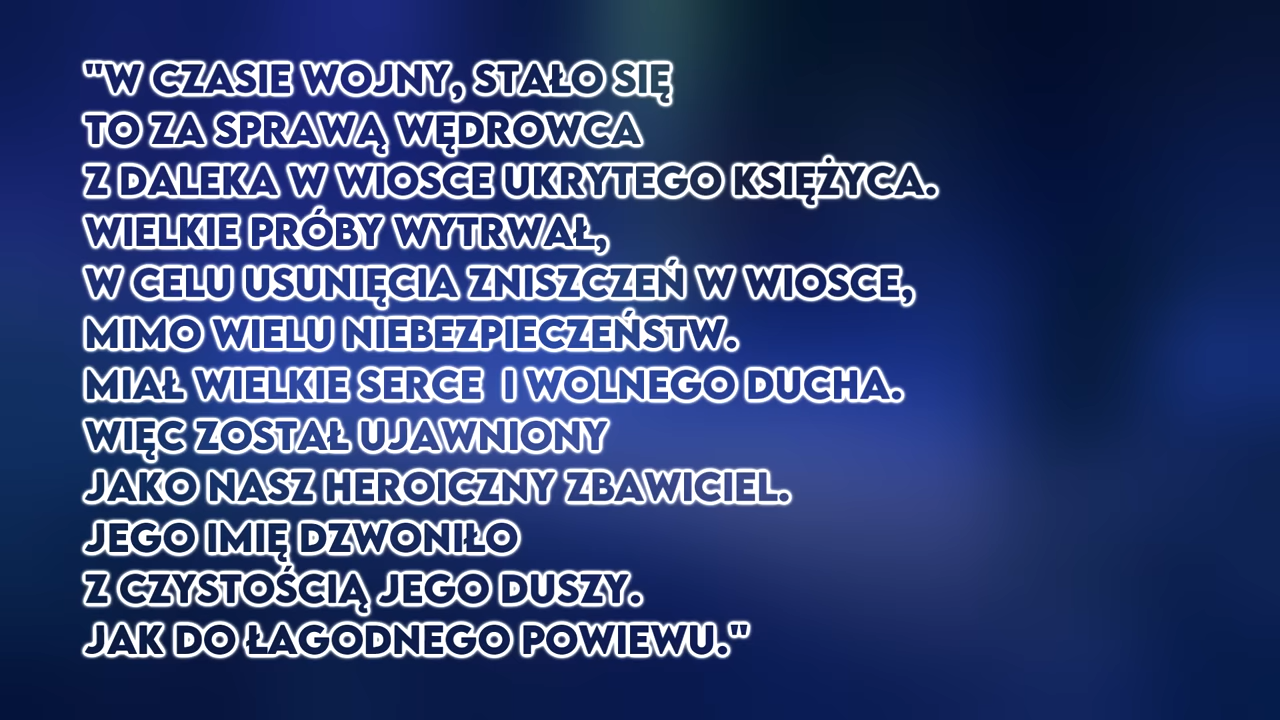 "W CZASIE WOJNY, STAŁO SIĘ
TO ZA SPRAWĄ WĘDROWCA
Z DALEKA W WIOSCE UKRYTEGO KSIĘŻYCA.
WIELKIE PRÓBY WYTRWAŁ,
W CELU USUNIĘCIA ZNISZCZEŃ W WIOSCE,
MIMO WIELU NIEBEZPIECZEŃSTW.
MIAŁ WIELKIE SERCE  I WOLNEGO DUCHA.
WIĘC ZOSTAŁ UJAWNIONY
JAKO NASZ HEROICZNY ZBAWICIEL.
JEGO IMIĘ DZWONIŁO
Z CZYSTOŚCIĄ JEGO DUSZY.
JAK DO ŁAGODNEGO POWIEWU."